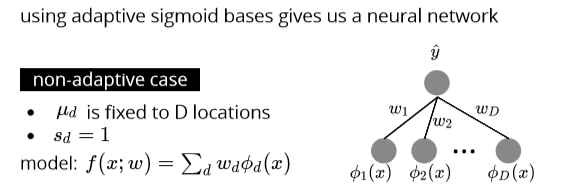 using adaptive sigmoid bases gives us a neural network
non-adaptive case
• μ_d is fixed to D locations
• s_d = 1
model: f(x; w) = ∑_d w_d ϕ_d(x)
ŷ
w_1 w_2 w_D
...
ϕ_1(x) ϕ_2(x) ϕ_D(x)